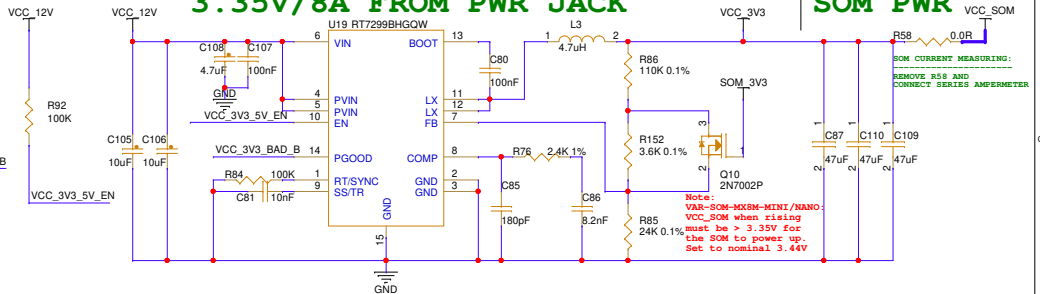 3.35V/8A FROM PWR JACK
SOM PWR
VCC_12V
VCC_12V
U19 RT7299BHGQW
L3
VCC_3V3
VCC_SOM
C108
C107
4.7uF
100nF
GND
6
VIN
BOOT
13
C80
100nF
1
2
4.7uH
R58
0.0R
SOM CURRENT MEASURING:
REMOVE R58 AND
CONNECT SERIES AMPERMETER
R86
110K 0.1%
SOM_3V3
R92
100K
4
PVIN
5
PVIN
10
EN
LX
11
LX
12
FB
7
VCC_3V3_5V_EN
3
1
2
Q10
2N7002P
R152
3.6K 0.1%
C105
C106
10uF
10uF
VCC_3V3_BAD_B
14
PGOOD
COMP
8
R76
2.4K 1%
1
C87
C110
C109
47uF
47uF
47uF
2
1
2
1
2
B
VCC_3V3_5V_EN
R84
100K
1
RT/SYNC
9
SS/TR
C81
10nF
GND
2
GND
3
GND
15
GND
C85
180pF
C86
8.2nF
R85
24K 0.1%
Note:
VAR-SOM-MX8M-MINI/NANO:
VCC_SOM when rising
must be > 3.35V for
the SOM to power up.
Set to nominal 3.44V